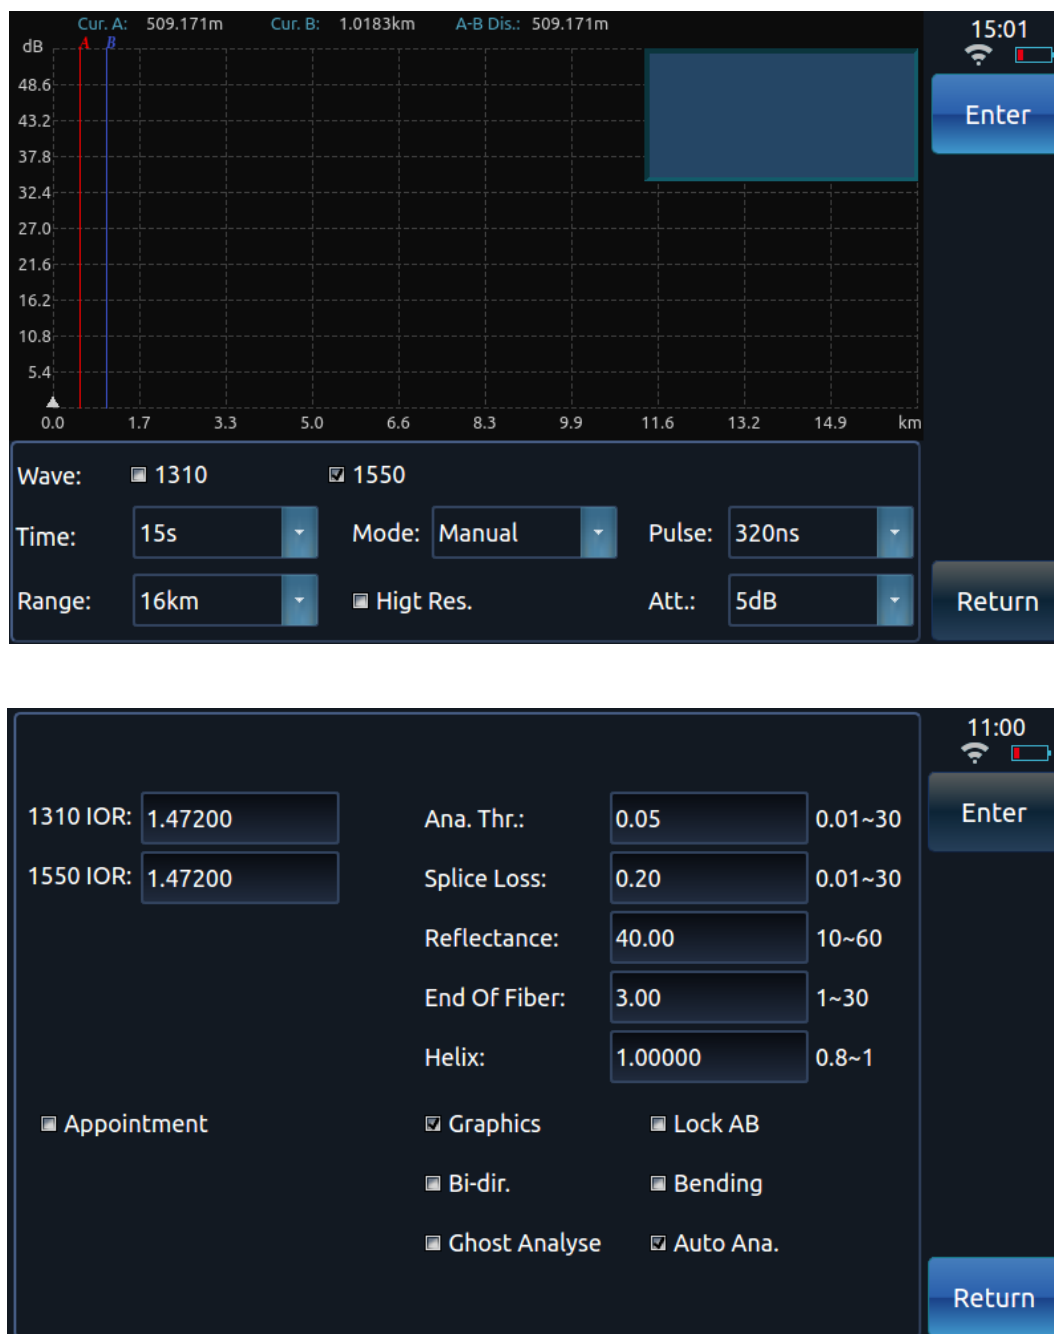 Cur. A: 509.171m Cur. B: 1.0183km A-B Dis.: 509.171m
15:01
dB A B
48.6
Enter
43.2
37.8
32.4
27.0
21.6
16.2
10.8
5.4
0.0 1.7 3.3 5.0 6.6 8.3 9.9 11.6 13.2 14.9 km
Wave: 1310 1550
Time: 15s Mode: Manual Pulse: 320ns
Range: 16km Higt Res. Att.: 5dB
Return
11:00
Enter
1310 IOR: 1.47200 Ana. Thr.: 0.05 0.01~30
1550 IOR: 1.47200 Splice Loss: 0.20 0.01~30
Reflectance: 40.00 10~60
End Of Fiber: 3.00 1~30
Helix: 1.00000 0.8~1
Appointment Graphics Lock AB
Bi-dir. Bending
Ghost Analyse Auto Ana.
Return